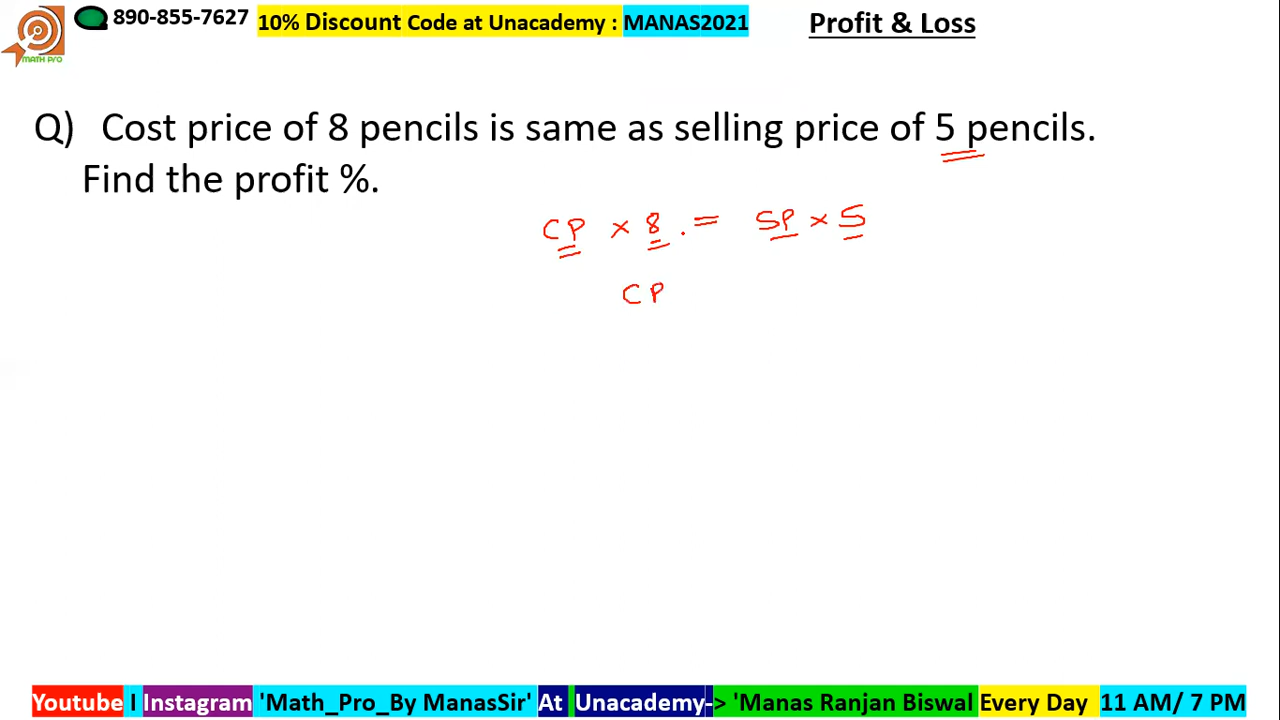 890-855-7627 10% Discount Code at Unacademy : MANAS2021 Profit & Loss
MATH PRO
Q) Cost price of 8 pencils is same as selling price of 5 pencils.
Find the profit %.
CP × 8 . = SP × 5
CP
Youtube I Instagram 'Math_Pro_By ManasSir' At Unacademy-> 'Manas Ranjan Biswal Every Day 11 AM/ 7 PM